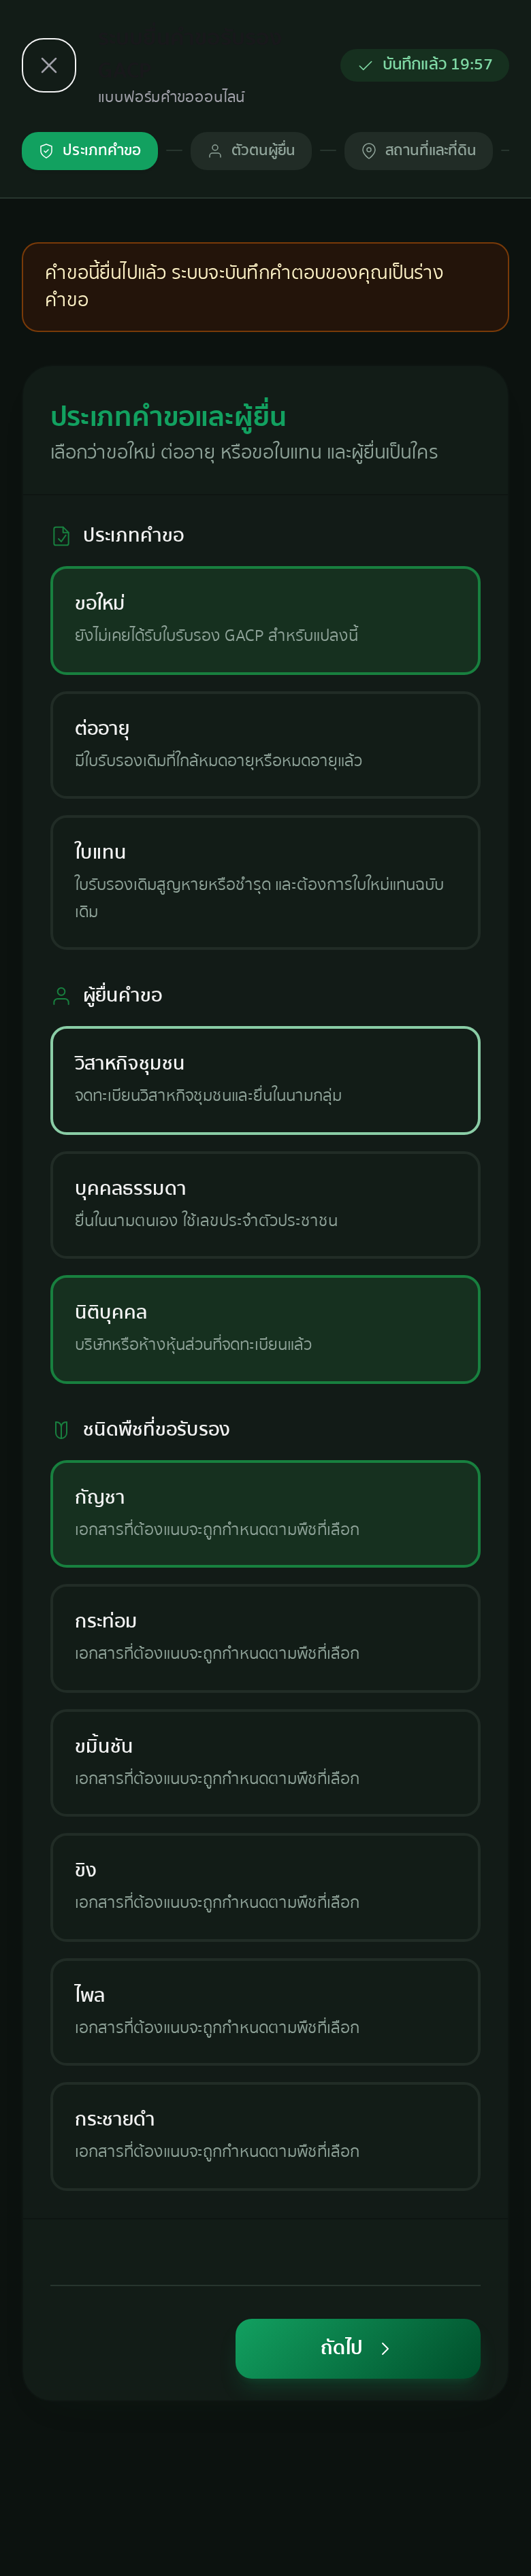 บันทึกแล้ว 19:57
แบบฟอร์มคำขอออนไลน์
ประเภทคำขอ
ตัวตนผู้ยื่น
สถานที่และที่ดิน
คำขอนี้ยื่นไปแล้ว ระบบจะบันทึกคำตอบของคุณเป็นร่าง
คำขอ
ประเภทคำขอและผู้ยื่น
เลือกว่าขอใหม่ ต่ออายุ หรือขอใบแทน และผู้ยื่นเป็นใคร
ประเภทคำขอ
ขอใหม่
ยังไม่เคยได้รับใบรับรอง GACP สำหรับแปลงนี้
ต่ออายุ
มีใบรับรองเดิมที่ใกล้หมดอายุหรือหมดอายุแล้ว
ใบแทน
ใบรับรองเดิมสูญหายหรือชำรุด และต้องการใบใหม่แทนฉบับ
เดิม
ผู้ยื่นคำขอ
วิสาหกิจชุมชน
จดทะเบียนวิสาหกิจชุมชนและยื่นในนามกลุ่ม
บุคคลธรรมดา
ยื่นในนามตนเอง ใช้เลขประจำตัวประชาชน
นิติบุคคล
บริษัทหรือห้างหุ้นส่วนที่จดทะเบียนแล้ว
ชนิดพืชที่ขอรับรอง
กัญชา
เอกสารที่ต้องแนบจะถูกกำหนดตามพืชที่เลือก
กระท่อม
เอกสารที่ต้องแนบจะถูกกำหนดตามพืชที่เลือก
ขมิ้นชัน
เอกสารที่ต้องแนบจะถูกกำหนดตามพืชที่เลือก
ขิง
เอกสารที่ต้องแนบจะถูกกำหนดตามพืชที่เลือก
ไพล
เอกสารที่ต้องแนบจะถูกกำหนดตามพืชที่เลือก
กระชายดำ
เอกสารที่ต้องแนบจะถูกกำหนดตามพืชที่เลือก
ถัดไป